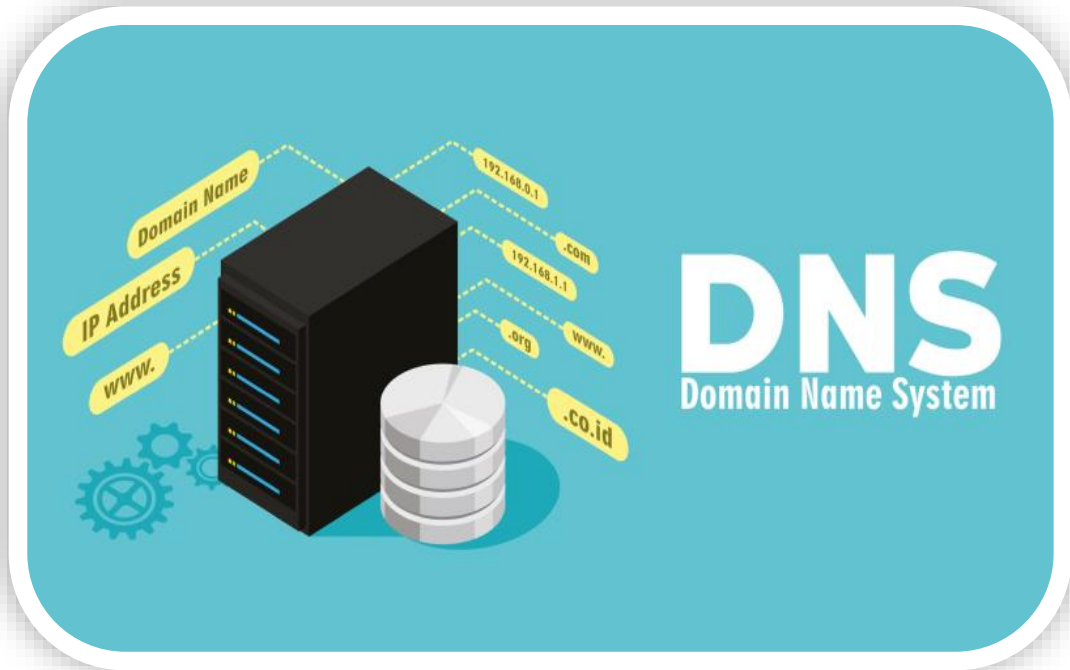 Domain Name
IP Address
www.
192.168.0.1
.com
192.168.1.1
www.
.org
.co.id
DNS
Domain Name System